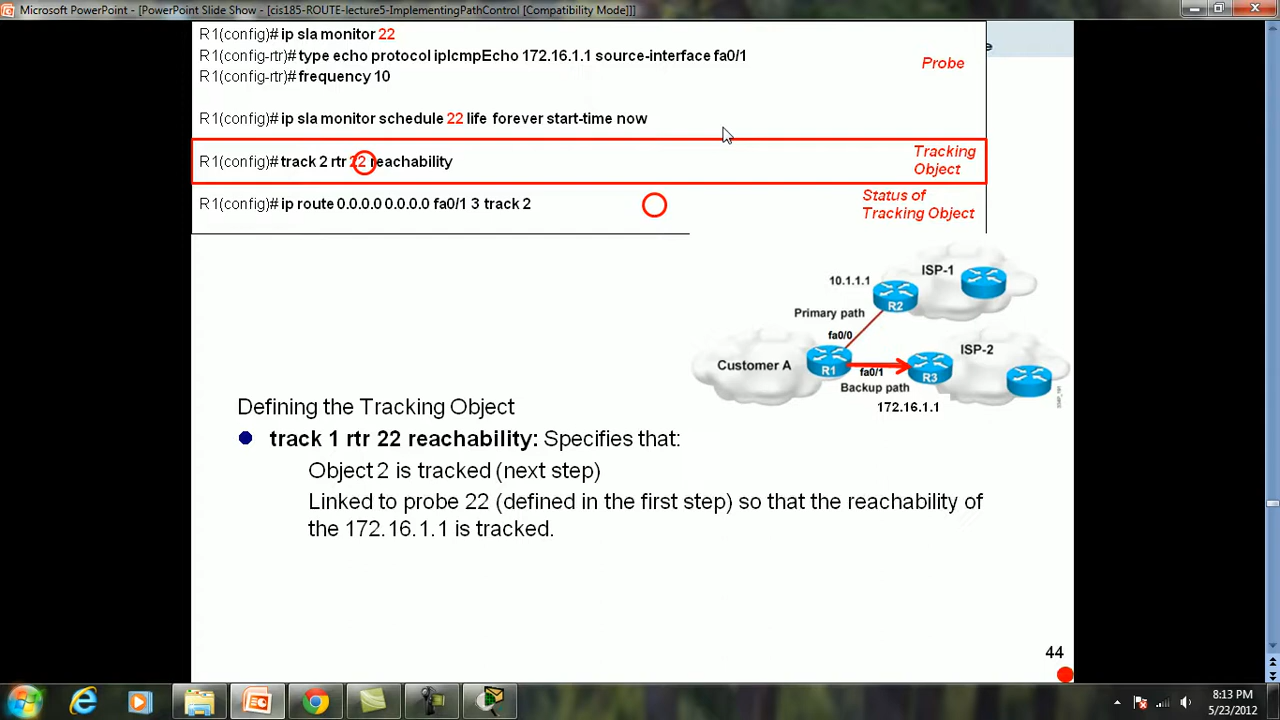 Microsoft PowerPoint - [PowerPoint Slide Show - [cis185-ROUTE-lecture5-ImplementingPathControl [Compatibility Mode]]]
R1(config)# ip sla monitor 22
R1(config-rtr)# type echo protocol ipIcmpEcho 172.16.1.1 source-interface fa0/1
R1(config-rtr)# frequency 10
Probe
R1(config)# ip sla monitor schedule 22 life forever start-time now
R1(config)# track 2 rtr 22 reachability
Tracking
Object
R1(config)# ip route 0.0.0.0 0.0.0.0 fa0/1 3 track 2
Status of
Tracking Object
ISP-1
10.1.1.1
R2
Primary path
fa0/0
ISP-2
Customer A
R1
fa0/1
R3
Backup path
172.16.1.1
Defining the Tracking Object
track 1 rtr 22 reachability: Specifies that:
Object 2 is tracked (next step)
Linked to probe 22 (defined in the first step) so that the reachability of
the 172.16.1.1 is tracked.
44
8:13 PM
5/23/2012